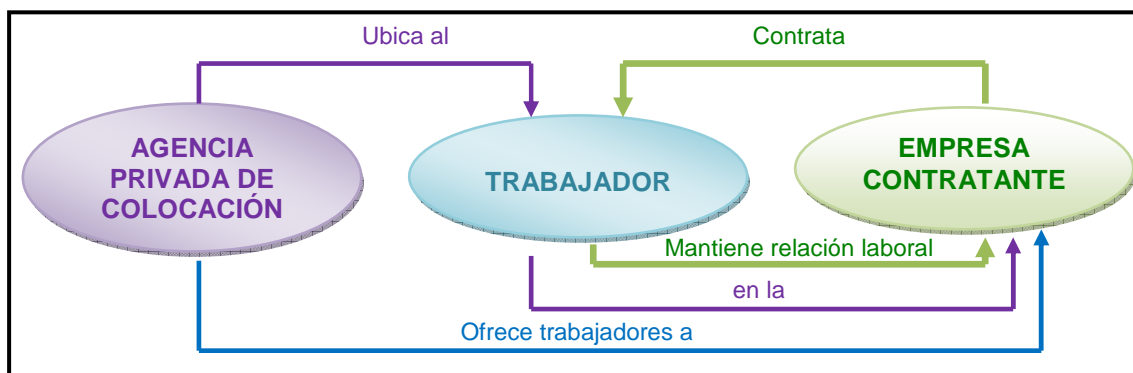 Ubica al
Contrata
AGENCIA
PRIVADA DE
COLOCACIÓN
TRABAJADOR
EMPRESA
CONTRATANTE
Mantiene relación laboral
en la
Ofrece trabajadores a